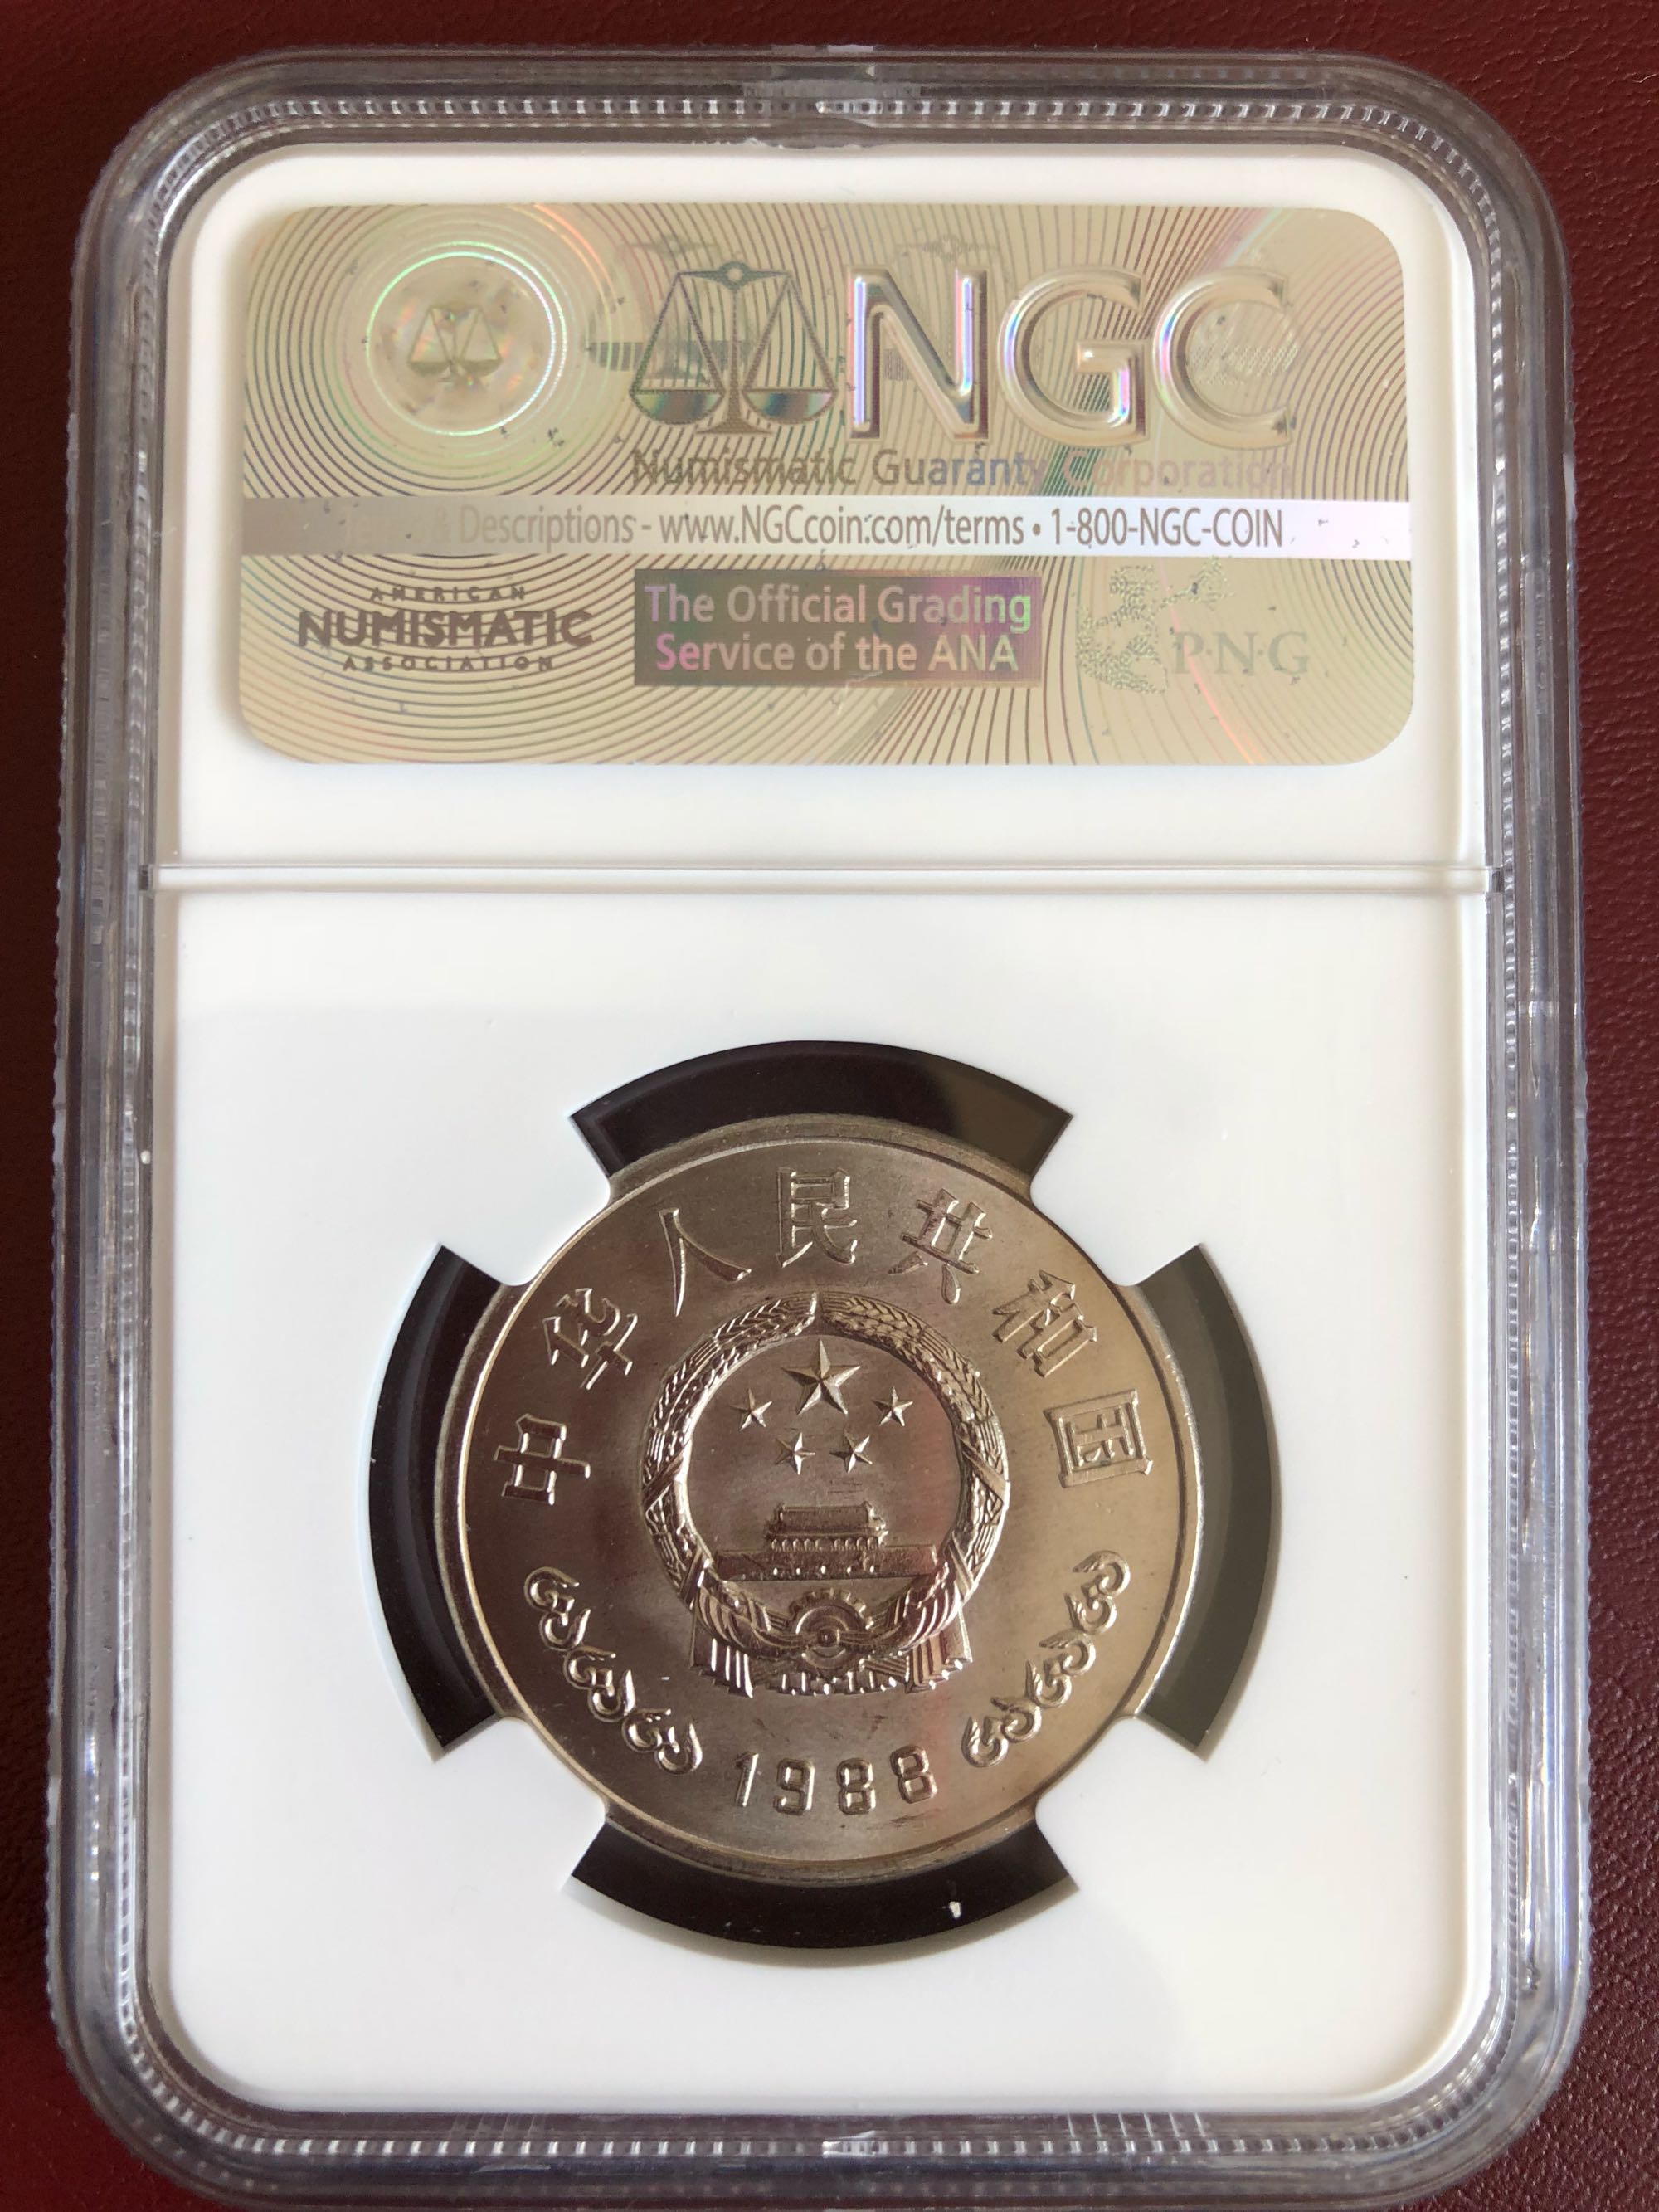 NGC
Numismatic Guaranty Corporation
& Descriptions - www.NGCcoin.com/terms • 1-800-NGC-COIN
AMERICAN
NUMISMATIC
ASSOCIATION
The Official Grading
Service of the ANA
P·N·G
中华人民共和国
1988